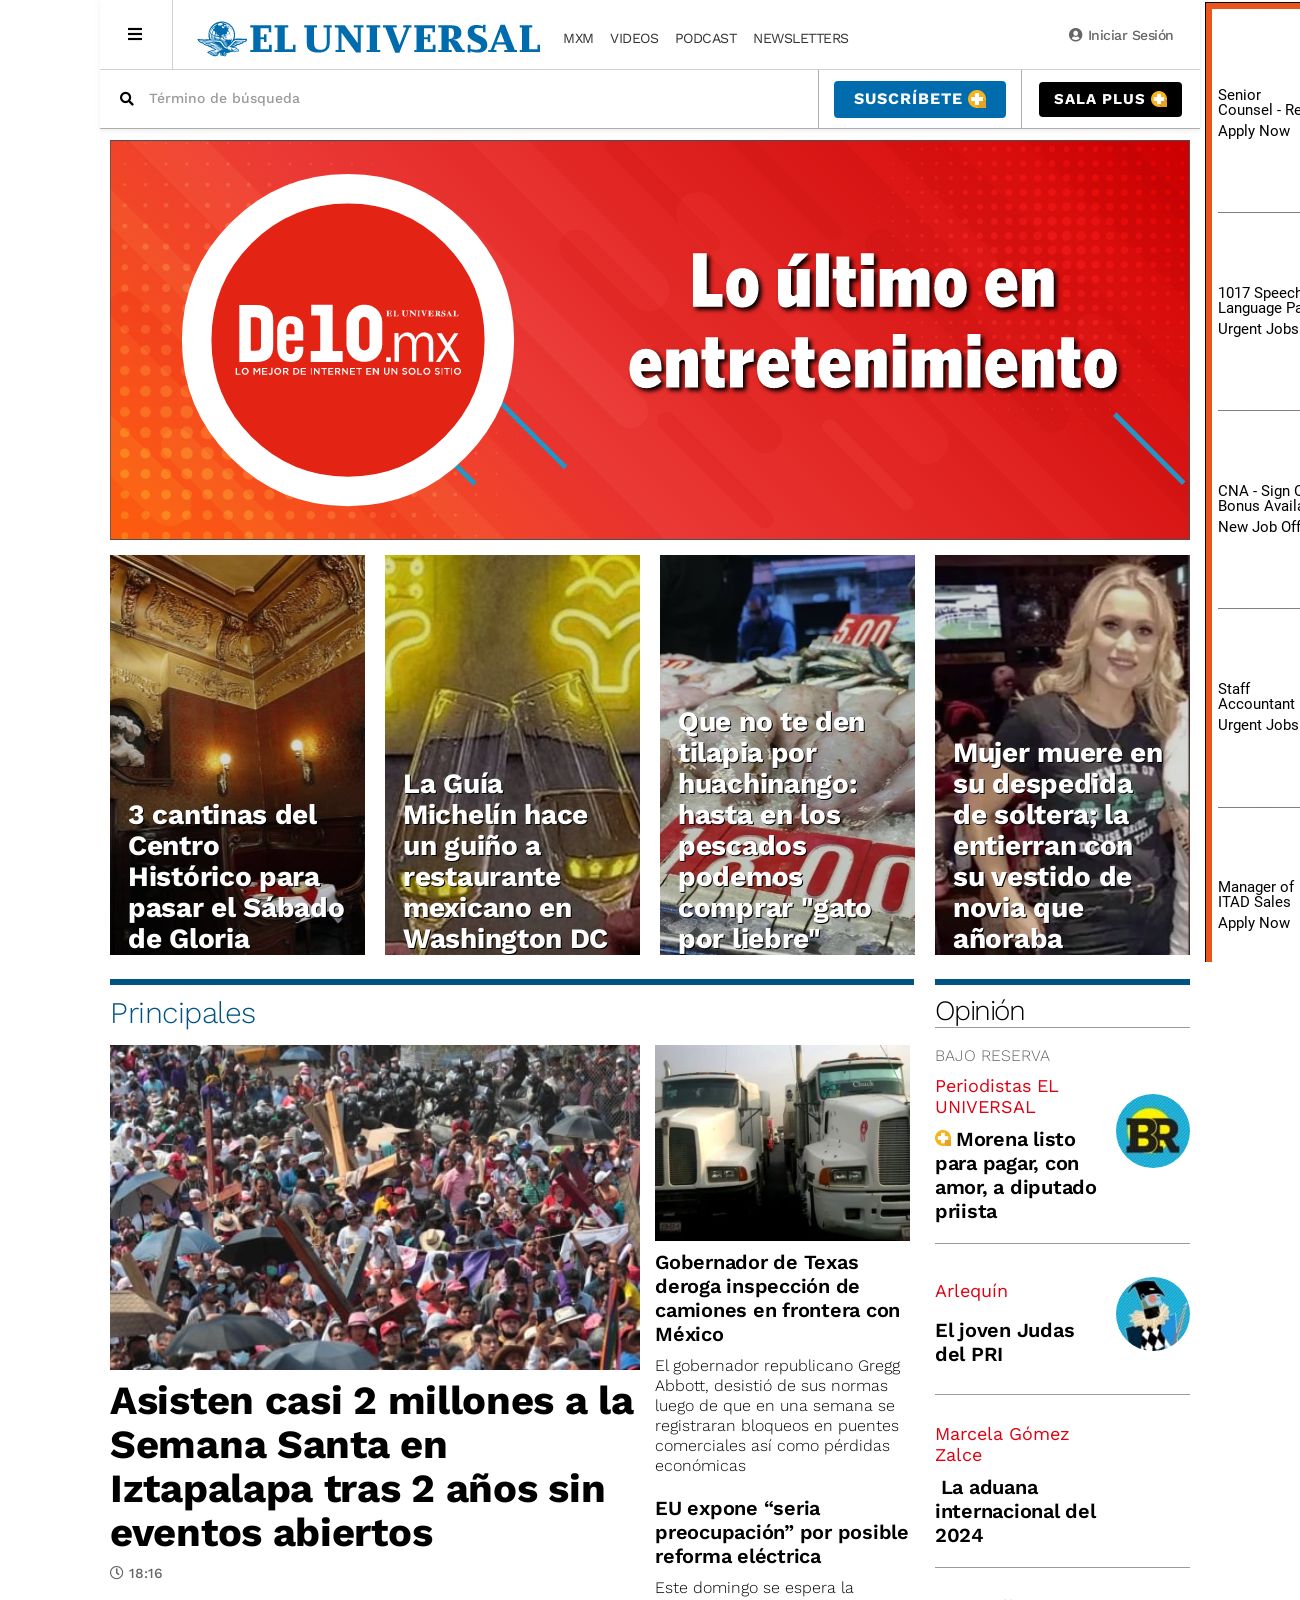 EL UNIVERSAL
MXM VIDEOS PODCAST NEWSLETTERS
Iniciar Sesión
Término de búsqueda
SUSCRÍBETE
SALA PLUS
De10.mx
EL UNIVERSAL
LO MEJOR DE INTERNET EN UN SOLO SITIO
Lo último en
entretenimiento
3 cantinas del
Centro
Histórico para
pasar el Sábado
de Gloria
La Guía
Michelín hace
un guiño a
restaurante
mexicano en
Washington DC
5.00
Que no te den
tilapia por
huachinango:
hasta en los
pescados
podemos
comprar "gato
por liebre"
Mujer muere en
su despedida
de soltera; la
entierran con
su vestido de
novia que
añoraba
Senior
Counsel - Re
Apply Now
1017 Speech
Language Pa
Urgent Jobs
CNA - Sign
Bonus Availa
New Job Off
Staff
Accountant
Urgent Jobs
Manager of
ITAD Sales
Apply Now
Principales
Asisten casi 2 millones a la
Semana Santa en
Iztapalapa tras 2 años sin
eventos abiertos
18:16
Gobernador de Texas
deroga inspección de
camiones en frontera con
México
El gobernador republicano Gregg
Abbott, desistió de sus normas
luego de que en una semana se
registraran bloqueos en puentes
comerciales así como pérdidas
económicas
EU expone “seria
preocupación” por posible
reforma eléctrica
Este domingo se espera la
Opinión
BAJO RESERVA
Periodistas EL
UNIVERSAL
BR
Morena listo
para pagar, con
amor, a diputado
priista
Arlequín
El joven Judas
del PRI
Marcela Gómez
Zalce
La aduana
internacional del
2024